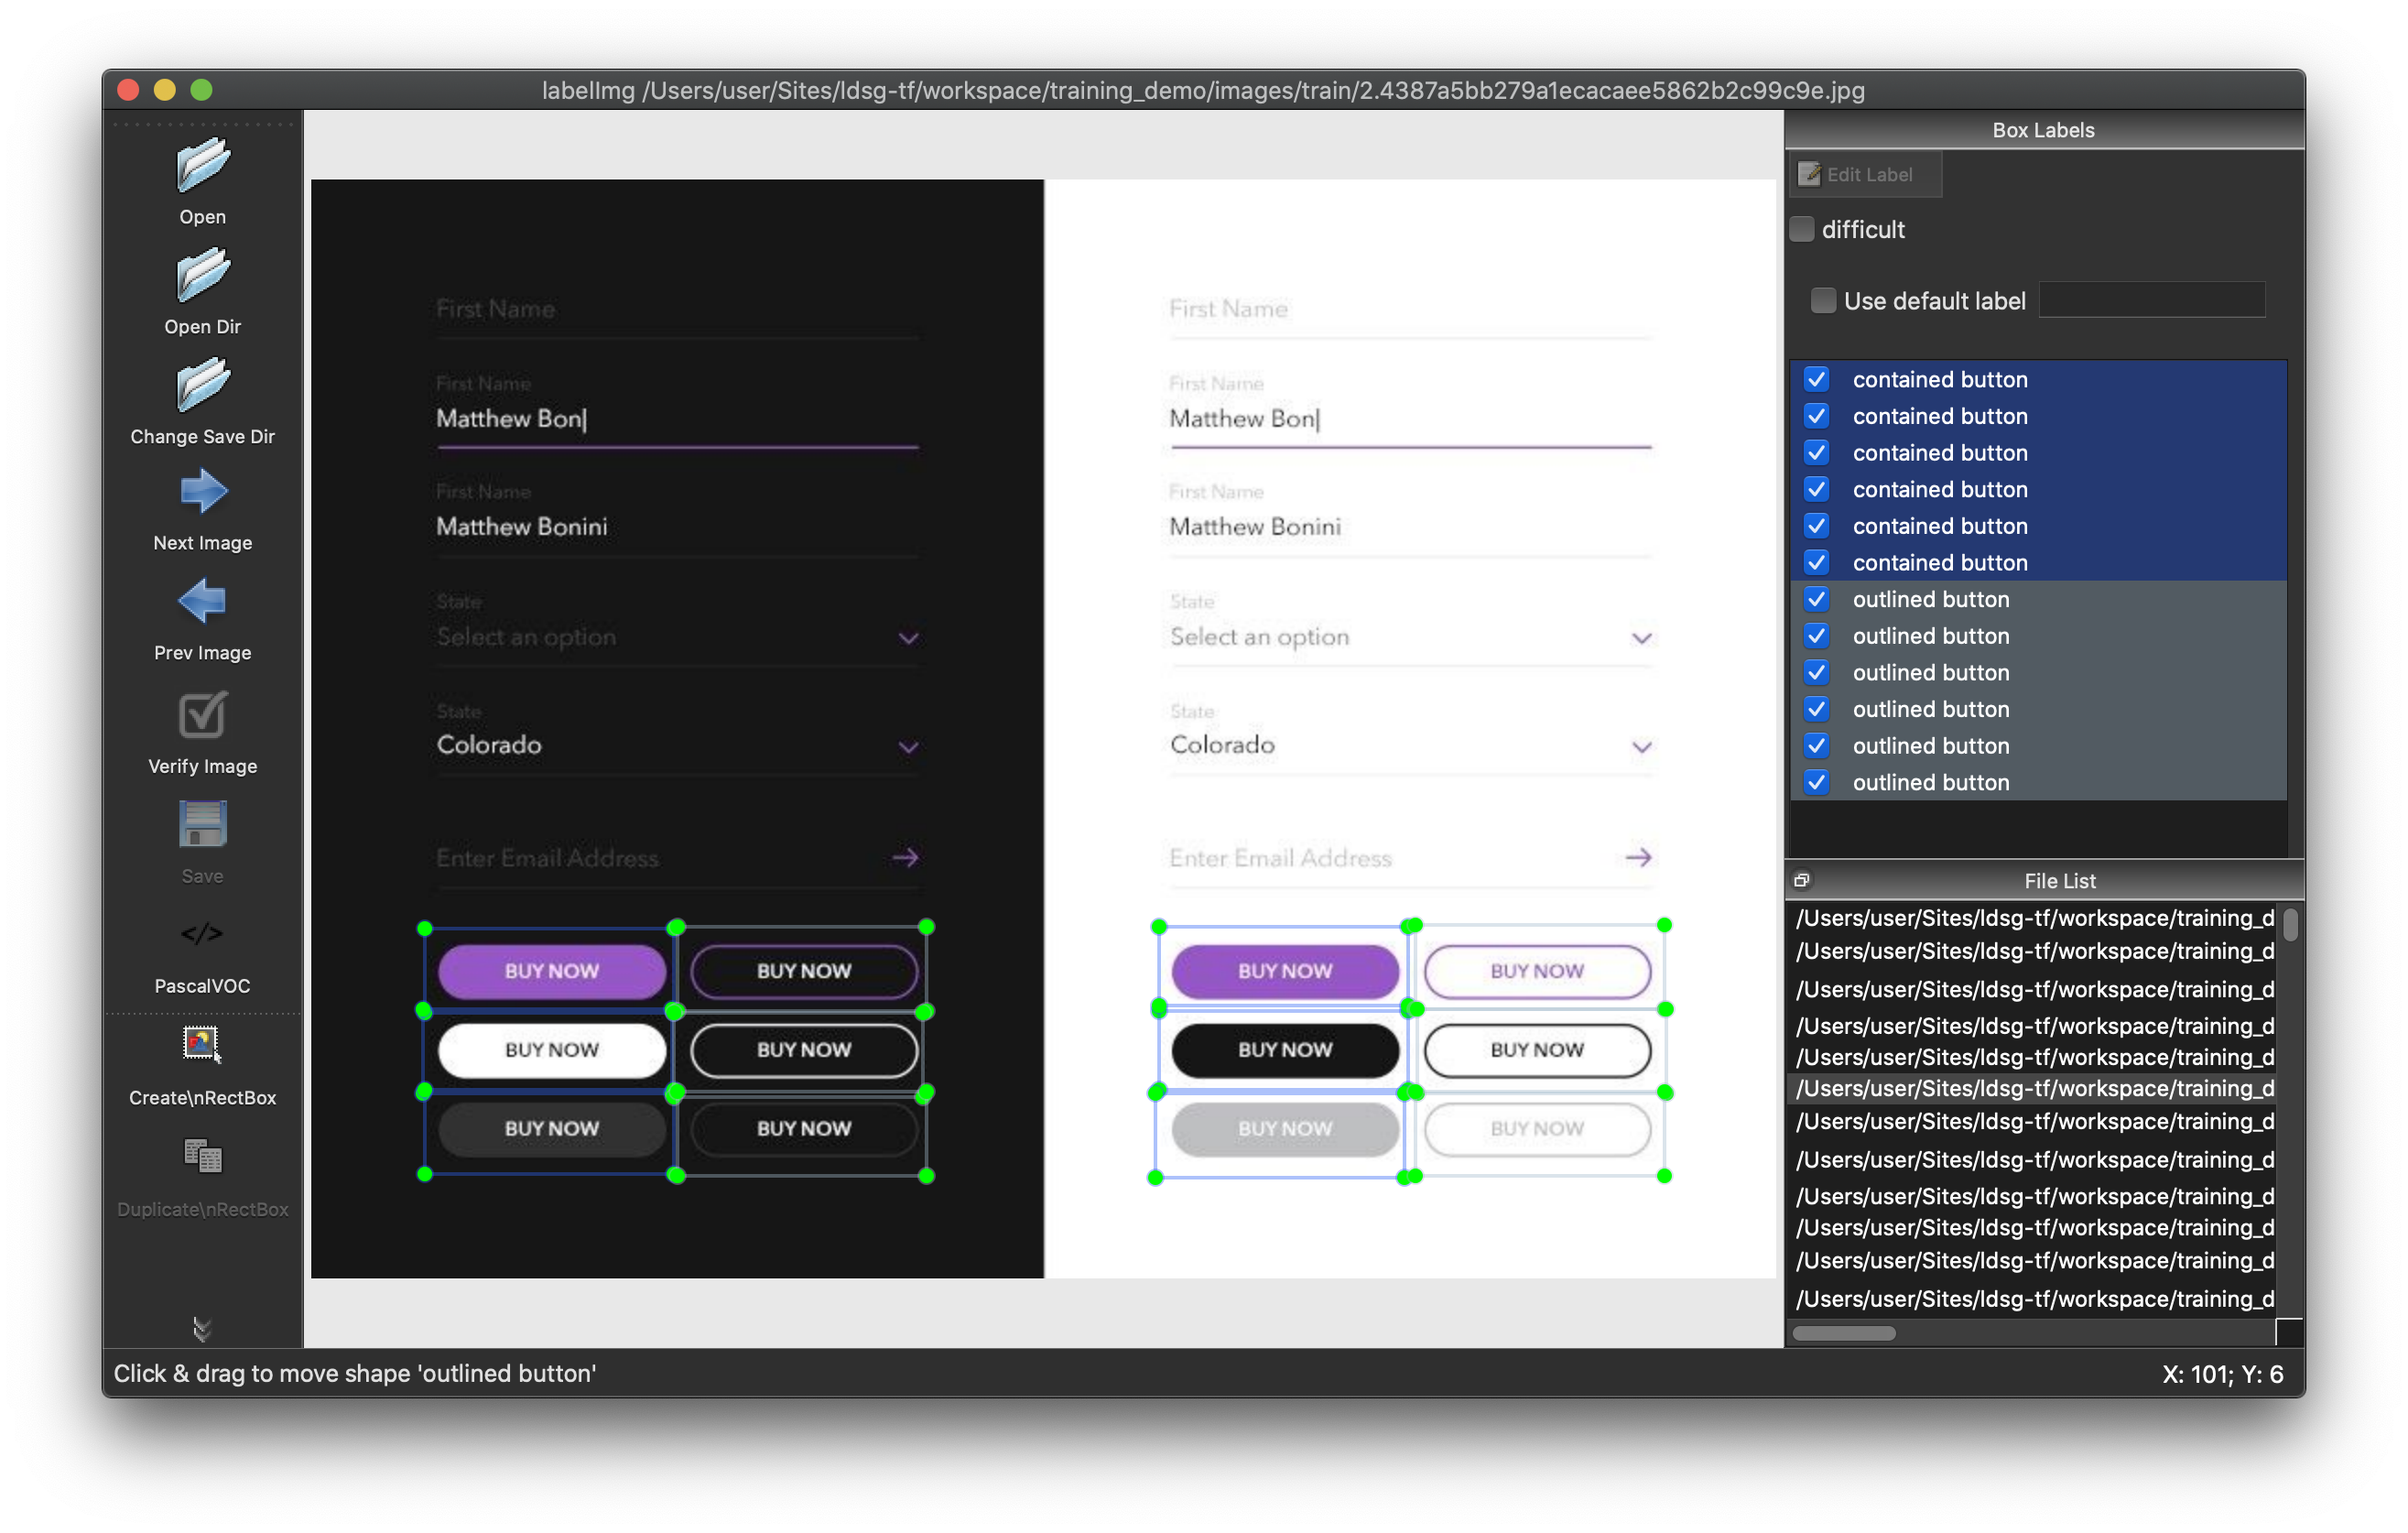 labelImg /Users/user/Sites/ldsg-tf/workspace/training_demo/images/train/2.4387a5bb279a1ecacaee5862b2c99c9e.jpg
Open
Open Dir
Change Save Dir
Next Image
Prev Image
Verify Image
Save
</>
PascalVOC
Create\nRectBox
Duplicate\nRectBox
First Name
First Name
Matthew Bon|
First Name
Matthew Bonini
State
Select an option
State
Colorado
Enter Email Address
BUY NOW BUY NOW
BUY NOW BUY NOW
BUY NOW BUY NOW
First Name
First Name
Matthew Bon|
First Name
Matthew Bonini
State
Select an option
State
Colorado
Enter Email Address
BUY NOW BUY NOW
BUY NOW BUY NOW
BUY NOW BUY NOW
Box Labels
Edit Label
difficult
Use default label
contained button
contained button
contained button
contained button
contained button
contained button
outlined button
outlined button
outlined button
outlined button
outlined button
outlined button
File List
/Users/user/Sites/ldsg-tf/workspace/training_d
/Users/user/Sites/ldsg-tf/workspace/training_d
/Users/user/Sites/ldsg-tf/workspace/training_d
/Users/user/Sites/ldsg-tf/workspace/training_d
/Users/user/Sites/ldsg-tf/workspace/training_d
/Users/user/Sites/ldsg-tf/workspace/training_d
/Users/user/Sites/ldsg-tf/workspace/training_d
/Users/user/Sites/ldsg-tf/workspace/training_d
/Users/user/Sites/ldsg-tf/workspace/training_d
/Users/user/Sites/ldsg-tf/workspace/training_d
/Users/user/Sites/ldsg-tf/workspace/training_d
/Users/user/Sites/ldsg-tf/workspace/training_d
Click & drag to move shape 'outlined button'
X: 101; Y: 6